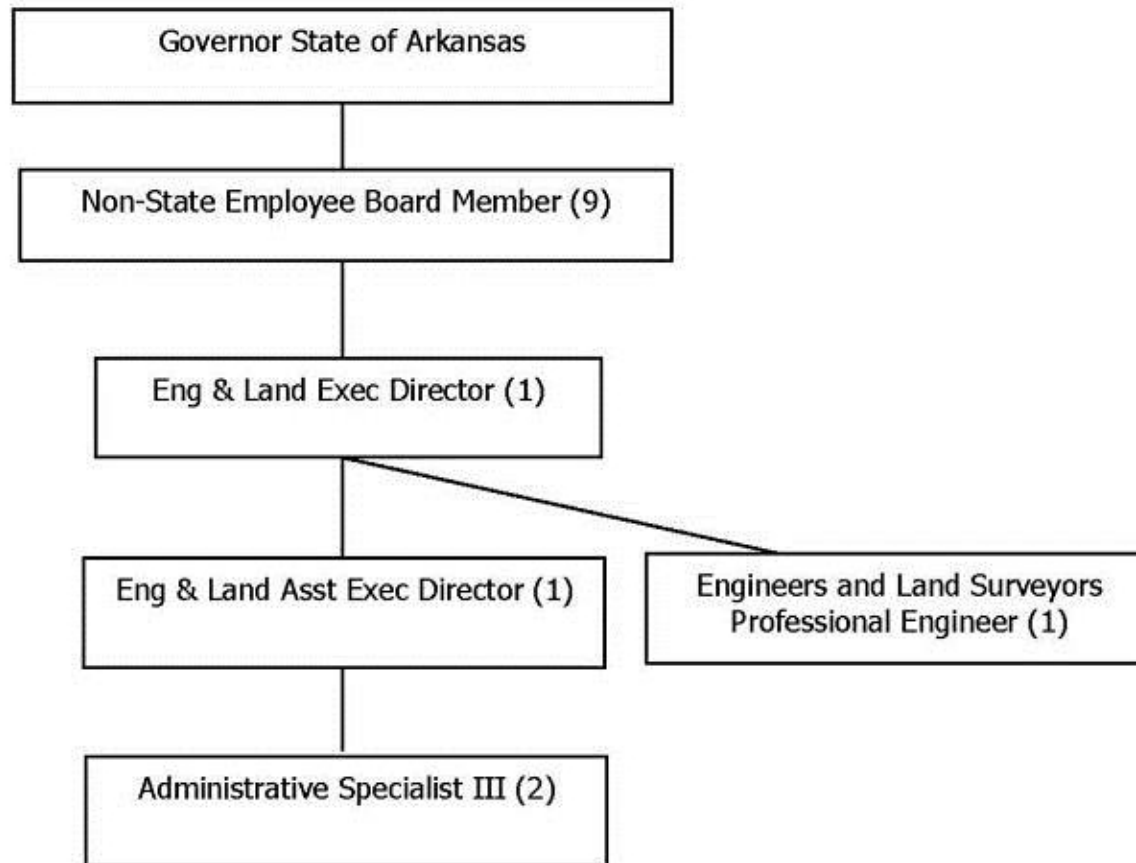 Governor State of Arkansas
Non-State Employee Board Member (9)
Eng & Land Exec Director (1)
Eng & Land Asst Exec Director (1)
Engineers and Land Surveyors
Professional Engineer (1)
Administrative Specialist III (2)